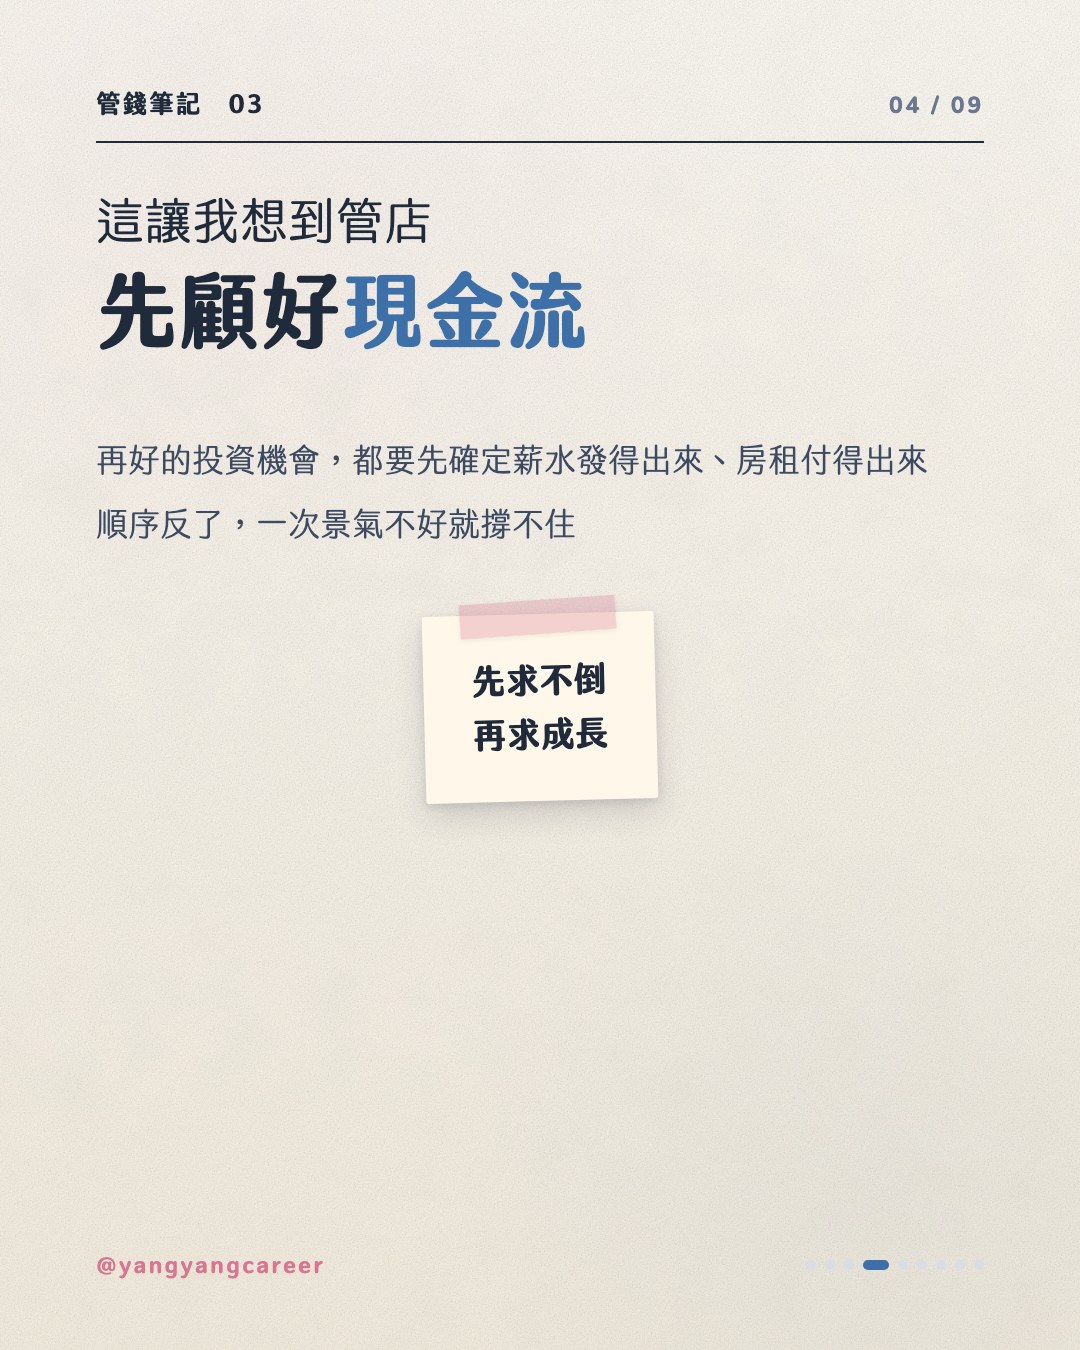 管錢筆記 03
04 / 09
這讓我想到管店
先顧好現金流
再好的投資機會，都要先確定薪水發得出來、房租付得出來
順序反了，一次景氣不好就撐不住
先求不倒
再求成長
@yangyangcareer